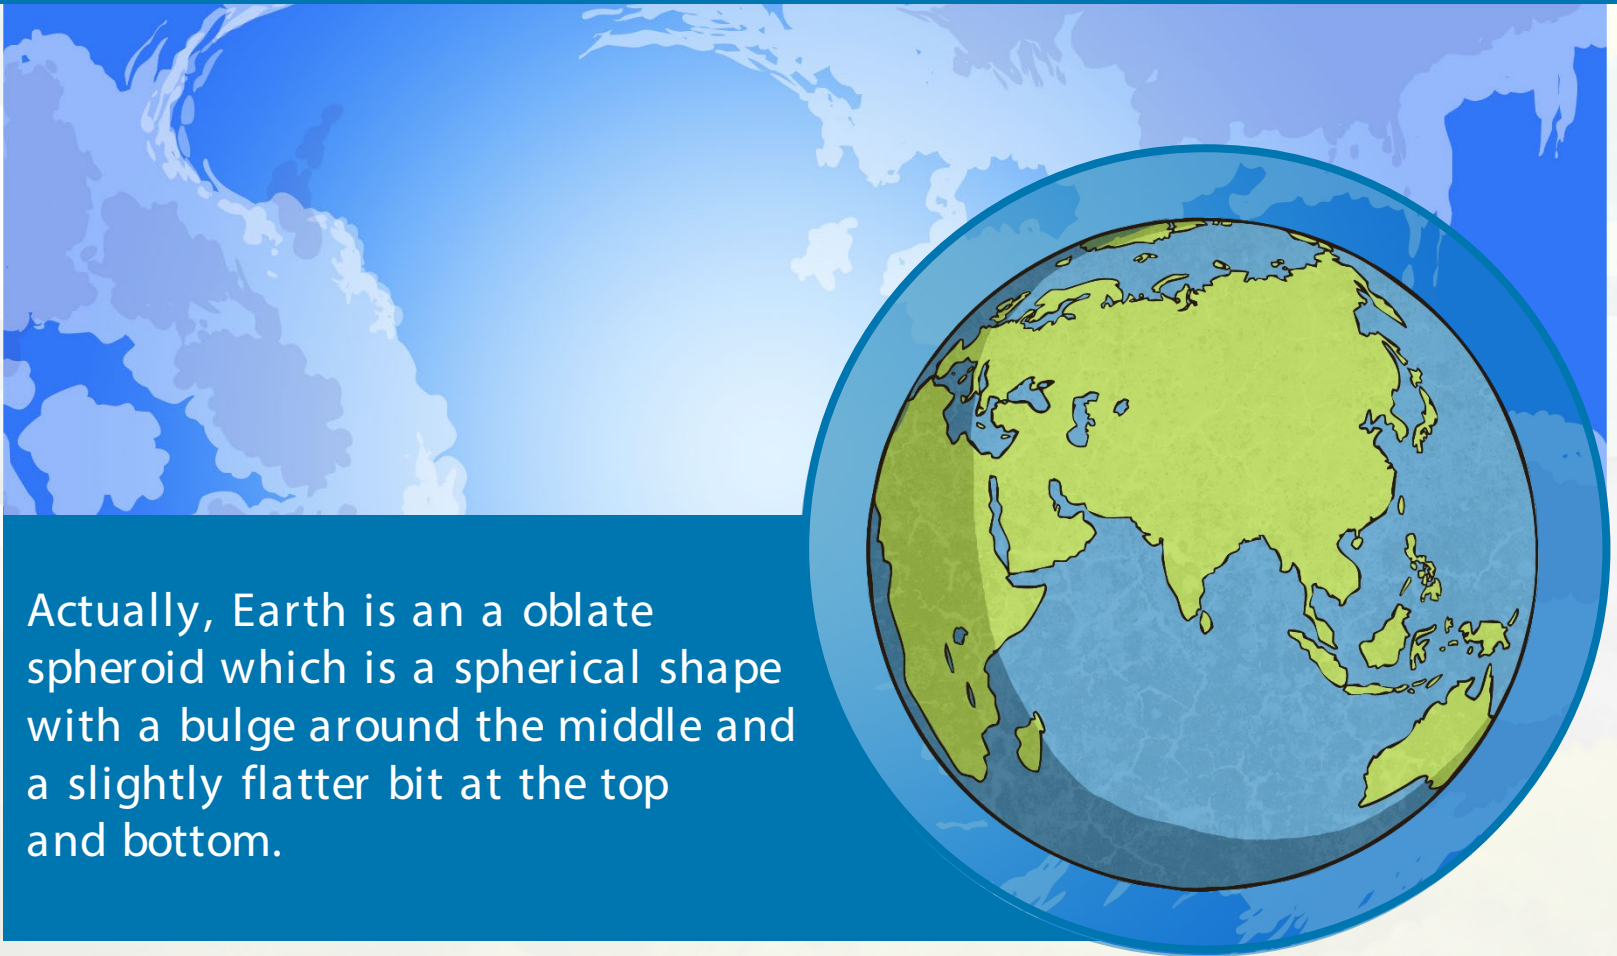 Actually, Earth is an a oblate
spheroid which is a spherical shape
with a bulge around the middle and
a slightly flatter bit at the top
and bottom.